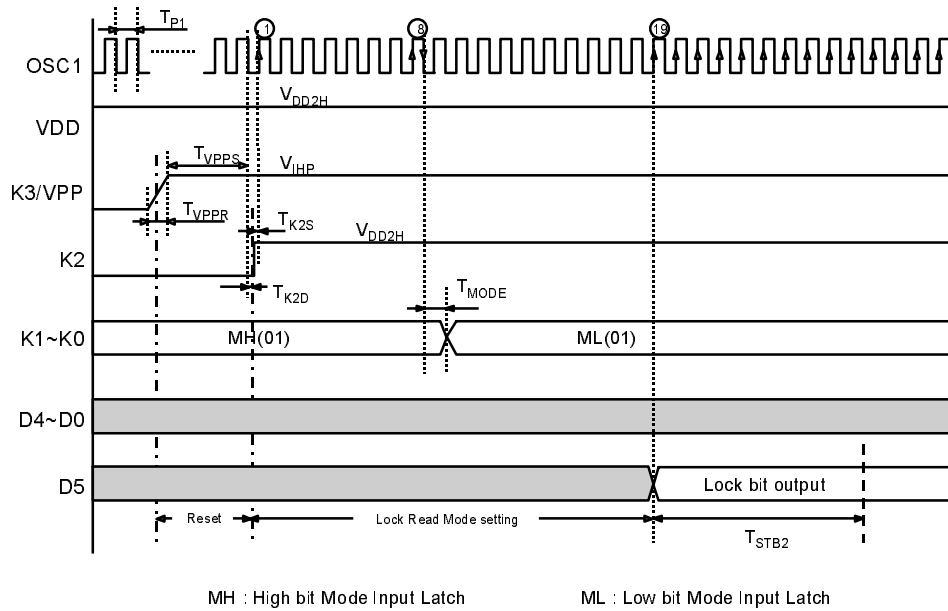 T_P1
1
8
19
OSC1
V_DD2H
VDD
T_VPPS
V_IHP
K3/VPP
T_VPPR
T_K2S
V_DD2H
K2
T_K2D
T_MODE
K1~K0
MH(01)
ML(01)
D4~D0
D5
Lock bit output
Reset
Lock Read Mode setting
T_STB2
MH : High bit Mode Input Latch
ML : Low bit Mode Input Latch